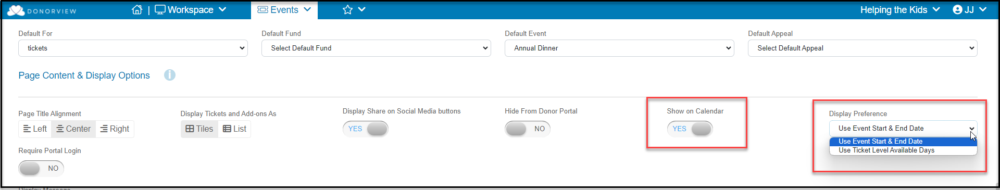 DONORVIEW
Workspace
Events
Helping the Kids
JJ
Default For
Default Fund
Default Event
Default Appeal
tickets
Select Default Fund
Annual Dinner
Select Default Appeal
Page Content & Display Options
i
Page Title Alignment
Display Tickets and Add-ons As
Display Share on Social Media buttons
Hide From Donor Portal
Show on Calendar
Display Preference
Left
Center
Right
Tiles
List
YES
NO
YES
Use Event Start & End Date
Use Event Start & End Date
Use Ticket Level Available Days
Require Portal Login
NO
Display Message